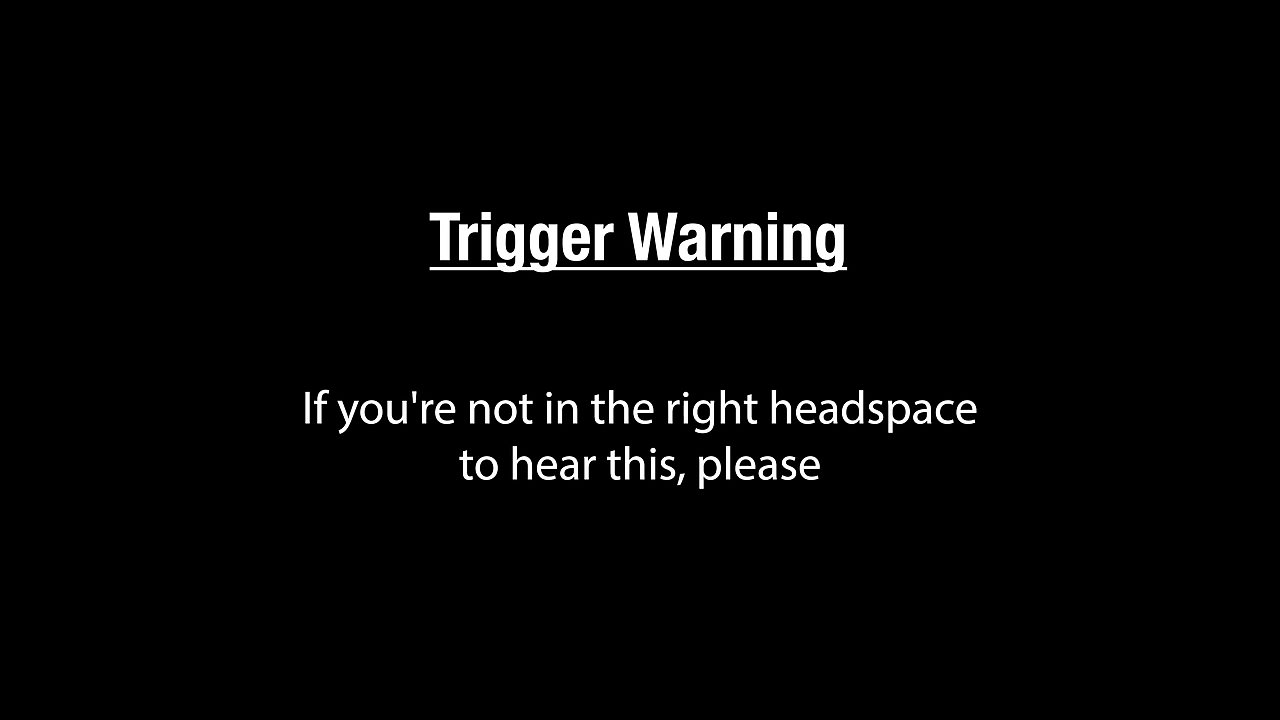 Trigger Warning
If you're not in the right headspace
to hear this, please